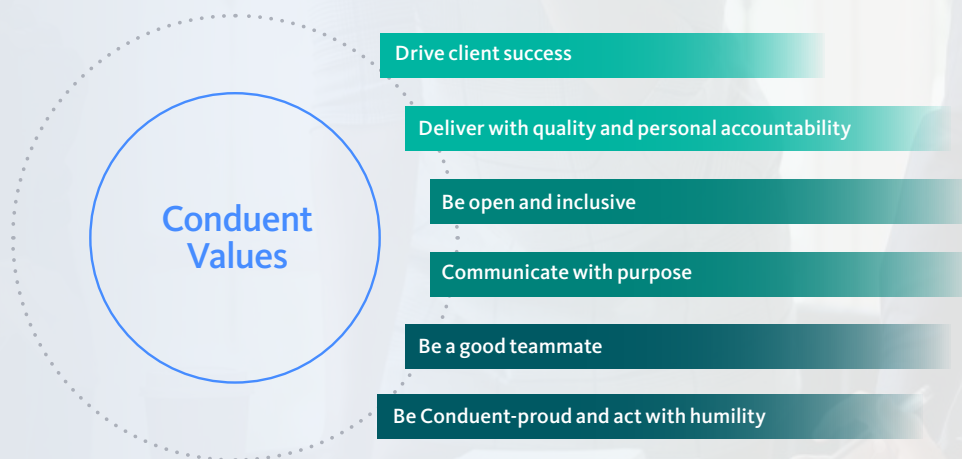 Conduent
Values
Drive client success
Deliver with quality and personal accountability
Be open and inclusive
Communicate with purpose
Be a good teammate
Be Conduent-proud and act with humility